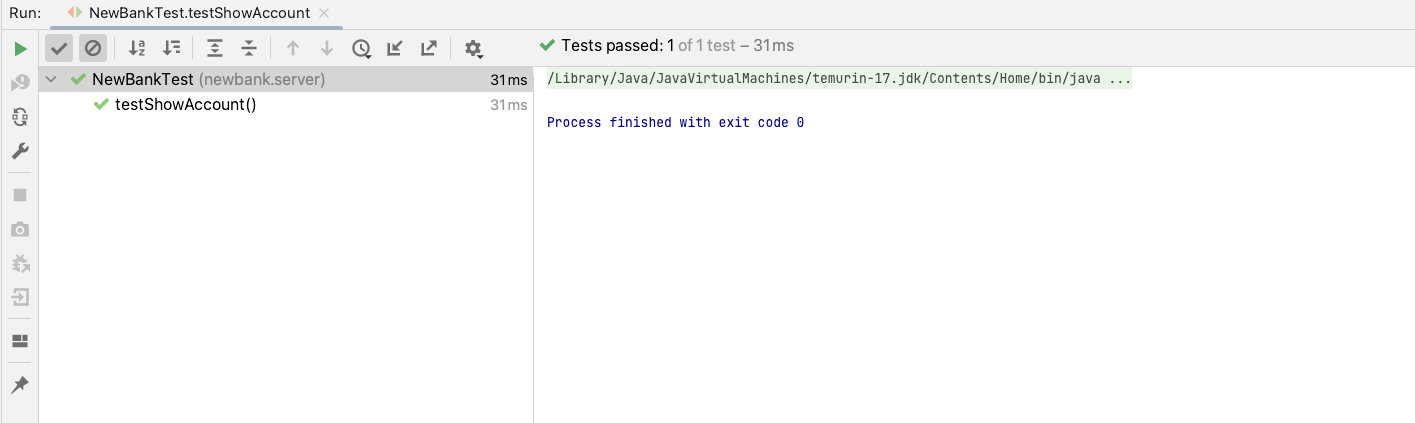 Run: NewBankTest.testShowAccount
Tests passed: 1 of 1 test – 31ms
NewBankTest (newbank.server) 31ms
testShowAccount() 31ms
/Library/Java/JavaVirtualMachines/temurin-17.jdk/Contents/Home/bin/java ...
Process finished with exit code 0